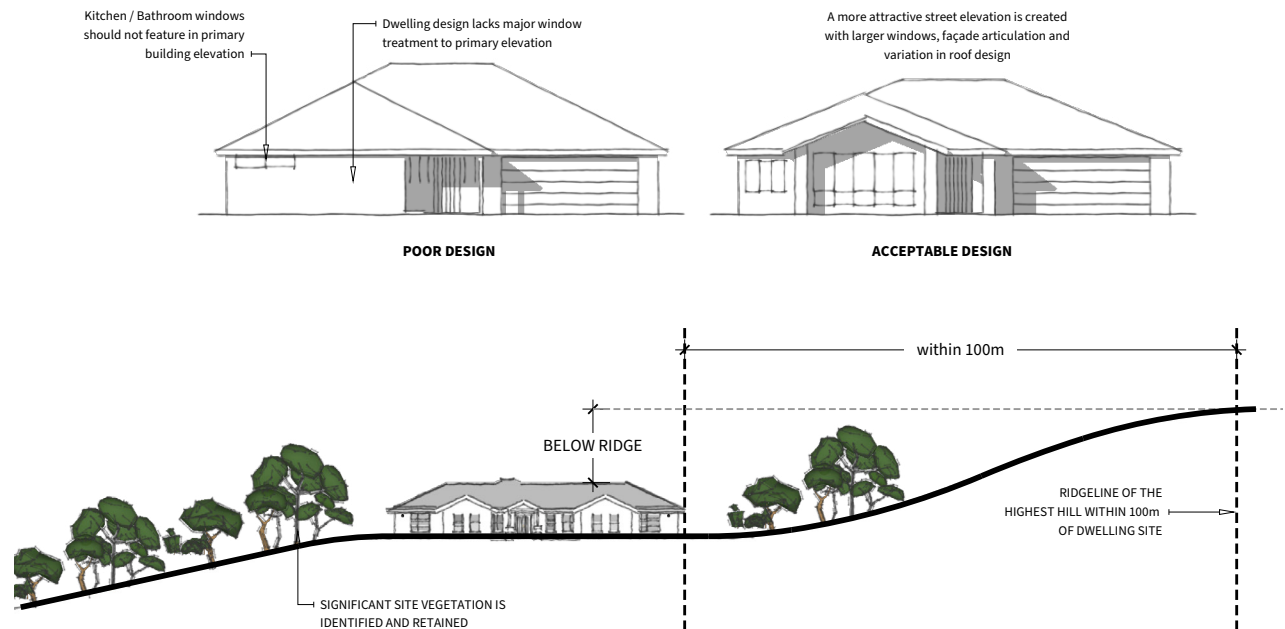 Kitchen / Bathroom windows
should not feature in primary
building elevation
Dwelling design lacks major window
treatment to primary elevation
A more attractive street elevation is created
with larger windows, façade articulation and
variation in roof design
POOR DESIGN
ACCEPTABLE DESIGN
within 100m
BELOW RIDGE
RIDGELINE OF THE
HIGHEST HILL WITHIN 100m
OF DWELLING SITE
SIGNIFICANT SITE VEGETATION IS
IDENTIFIED AND RETAINED